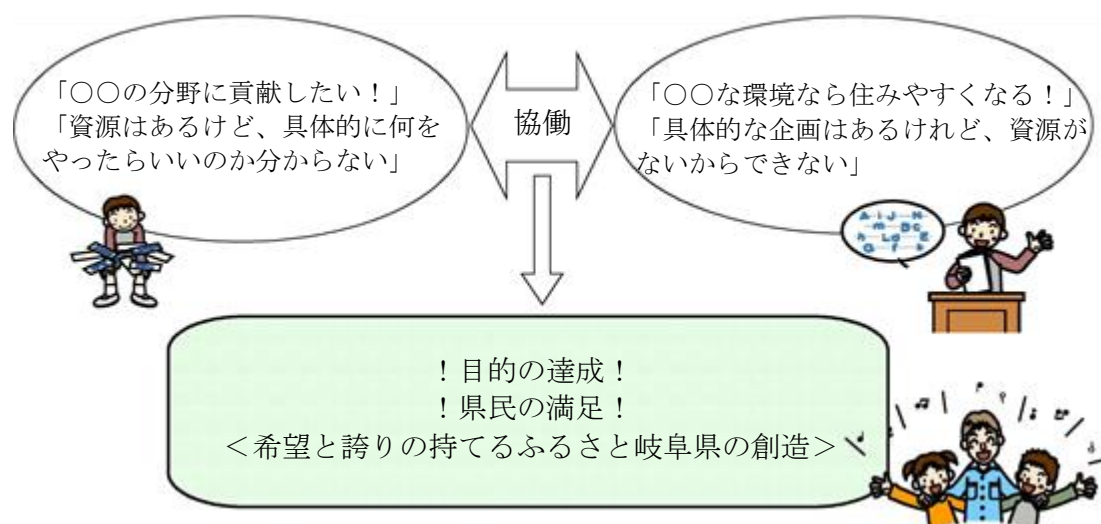 「○○の分野に貢献したい！」
「資源はあるけど、具体的に何を
やったらいいのか分からない」
協働
「○○な環境なら住みやすくなる！」
「具体的な企画はあるけれど、資源が
ないからできない」
！目的の達成！
！県民の満足！
＜希望と誇りの持てるふるさと岐阜県の創造＞